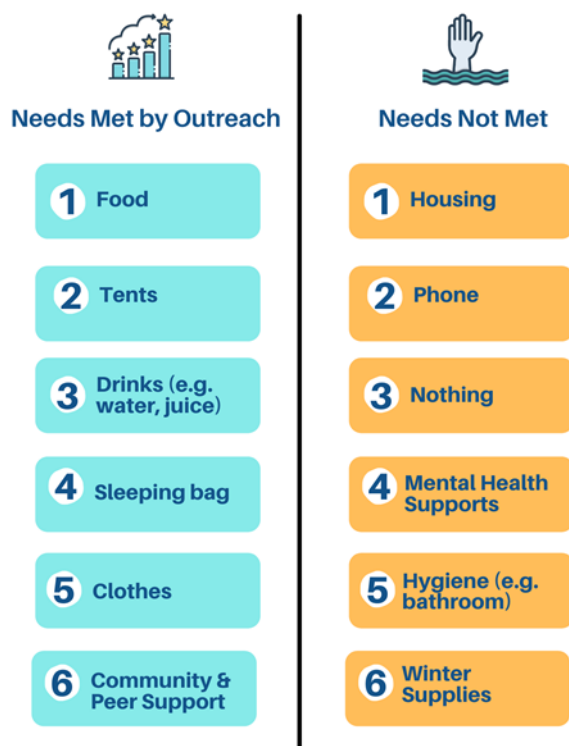 Needs Met by Outreach
1 Food
2 Tents
3 Drinks (e.g.
water, juice)
4 Sleeping bag
5 Clothes
6 Community &
Peer Support
Needs Not Met
1 Housing
2 Phone
3 Nothing
4 Mental Health
Supports
5 Hygiene (e.g.
bathroom)
6 Winter
Supplies